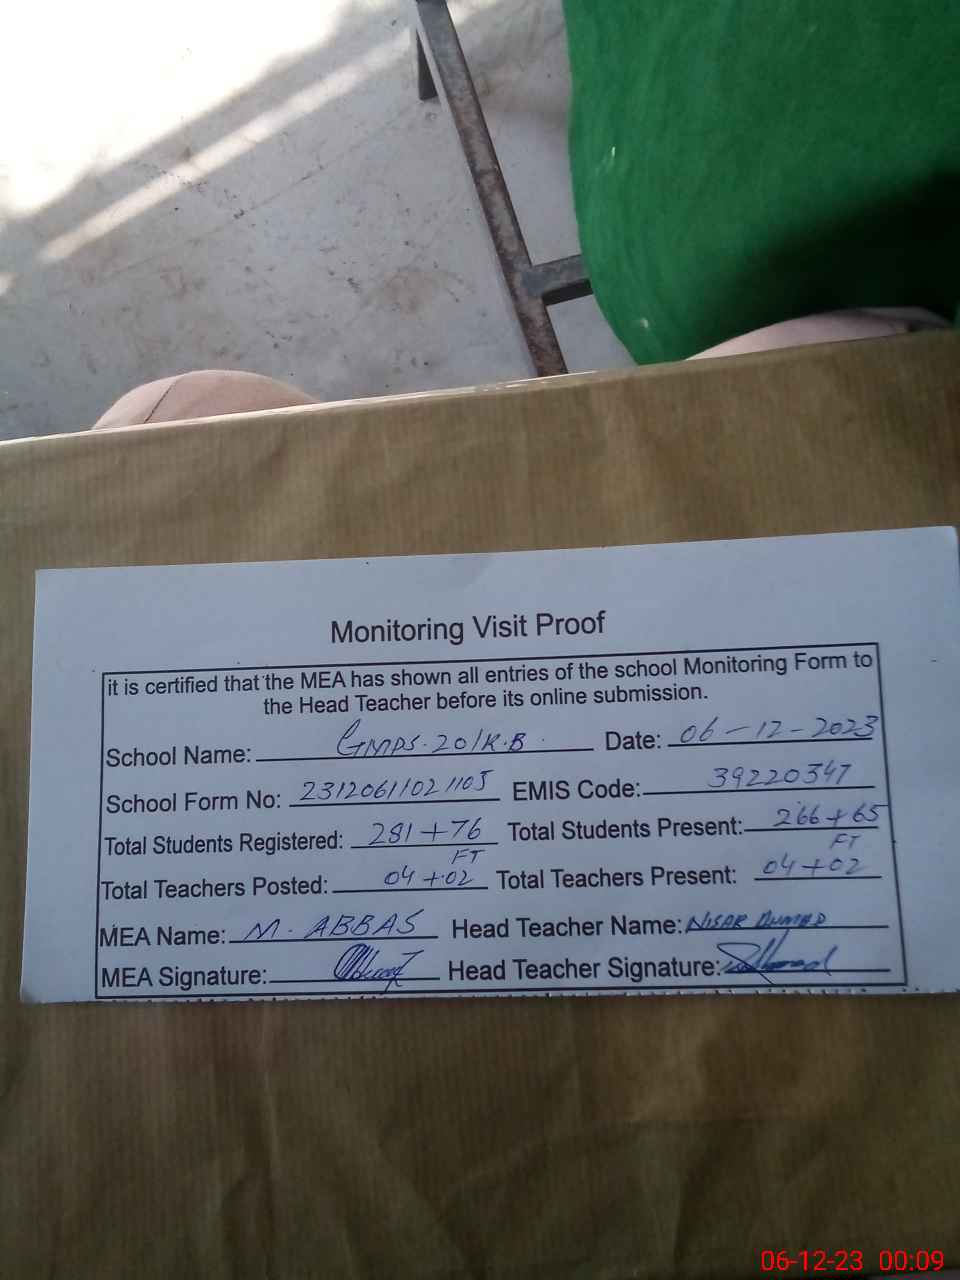 Monitoring Visit Proof
it is certified that the MEA has shown all entries of the school Monitoring Form to
the Head Teacher before its online submission.
School Name: GMPS. 201R.B. Date: 06-12-2023
School Form No: 23120611021105 EMIS Code: 39220347
Total Students Registered: 281+76 Total Students Present: 266+65
FT FT
Total Teachers Posted: 04+02 Total Teachers Present: 04+02
MEA Name: M. ABBAS Head Teacher Name: NISAR AHMAD
MEA Signature: Head Teacher Signature:
06-12-23 00:09